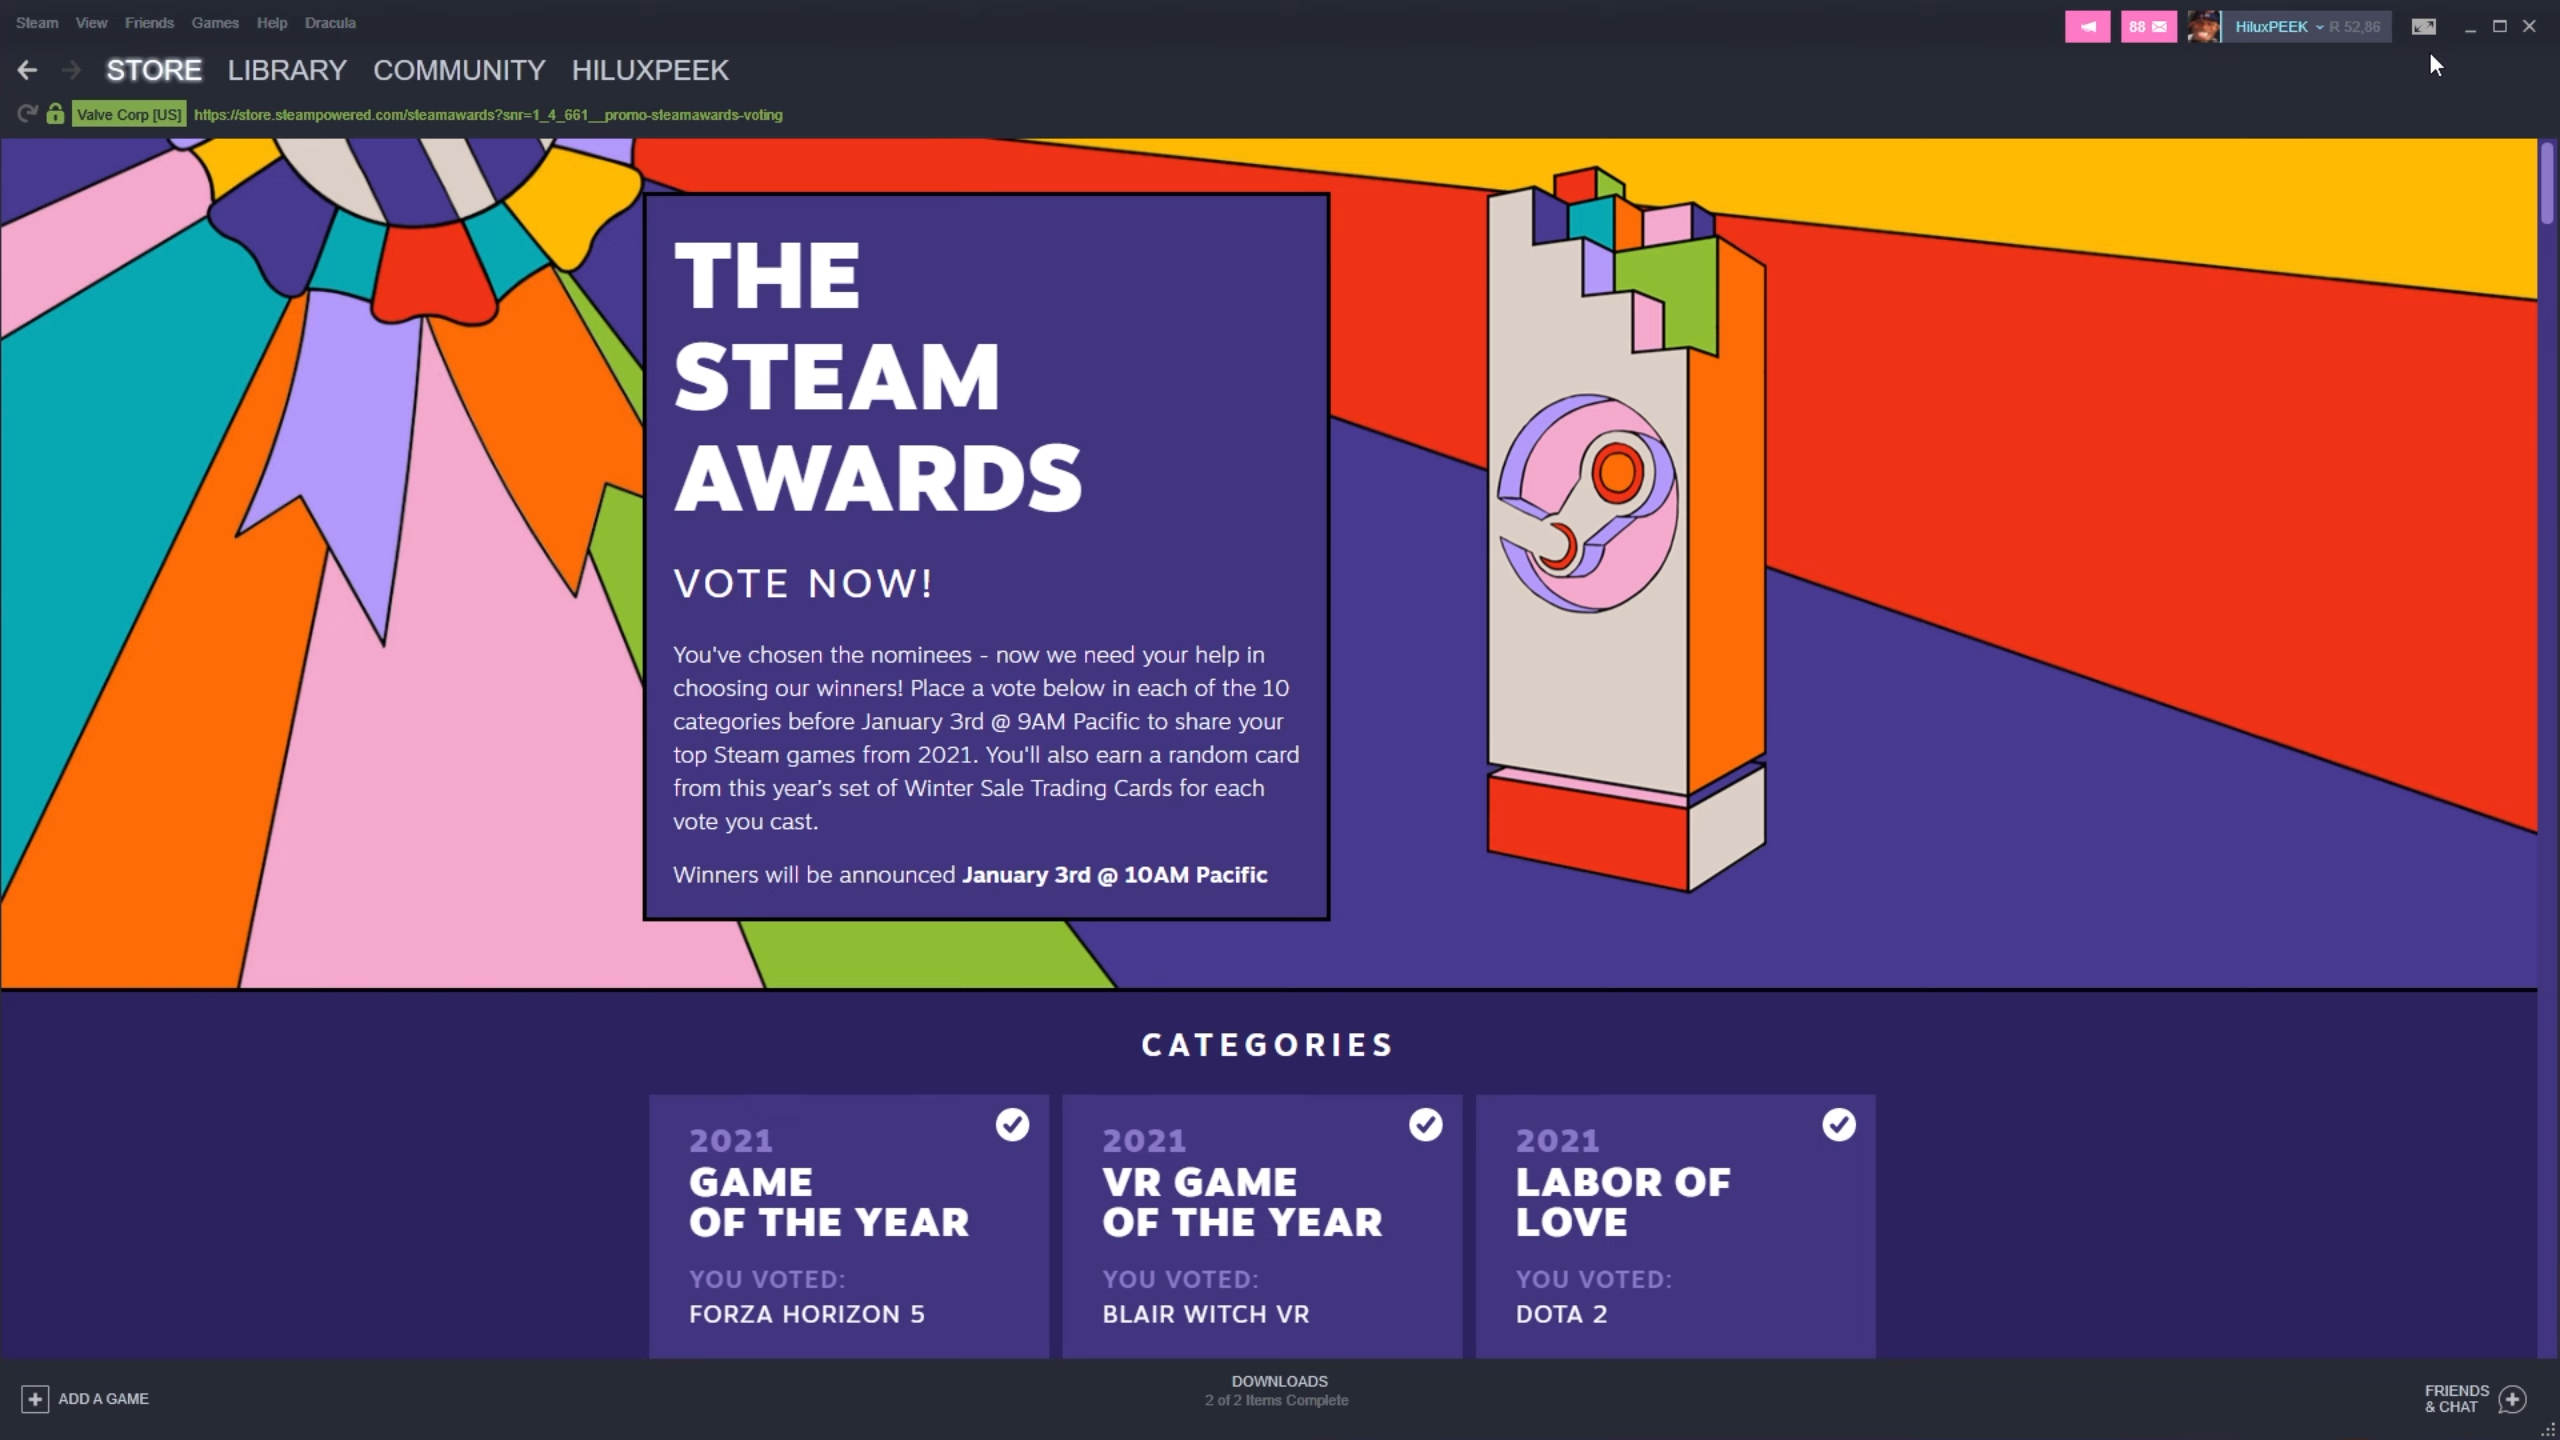 Steam View Friends Games Help Dracula
88 HiluxPEEK R 52,86
STORE LIBRARY COMMUNITY HILUXPEEK
Valve Corp [US] https://store.steampowered.com/steamawards?snr=1_4_661__promo-steamawards-voting
THE
STEAM
AWARDS
VOTE NOW!
You've chosen the nominees - now we need your help in
choosing our winners! Place a vote below in each of the 10
categories before January 3rd @ 9AM Pacific to share your
top Steam games from 2021. You'll also earn a random card
from this year's set of Winter Sale Trading Cards for each
vote you cast.
Winners will be announced January 3rd @ 10AM Pacific
CATEGORIES
2021
GAME
OF THE YEAR
YOU VOTED:
FORZA HORIZON 5
2021
VR GAME
OF THE YEAR
YOU VOTED:
BLAIR WITCH VR
2021
LABOR OF
LOVE
YOU VOTED:
DOTA 2
ADD A GAME
DOWNLOADS
2 of 2 Items Complete
FRIENDS
& CHAT